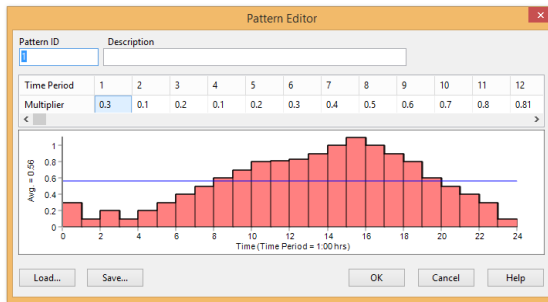 Pattern Editor
Pattern ID Description
1
Time Period 1 2 3 4 5 6 7 8 9 10 11 12
Multiplier 0.3 0.1 0.2 0.1 0.2 0.3 0.4 0.5 0.6 0.7 0.8 0.81
Avg. = 0.56
1
0.8
0.6
0.4
0.2
0
0 2 4 6 8 10 12 14 16 18 20 22 24
Time (Time Period = 1:00 hrs)
Load... Save... OK Cancel Help